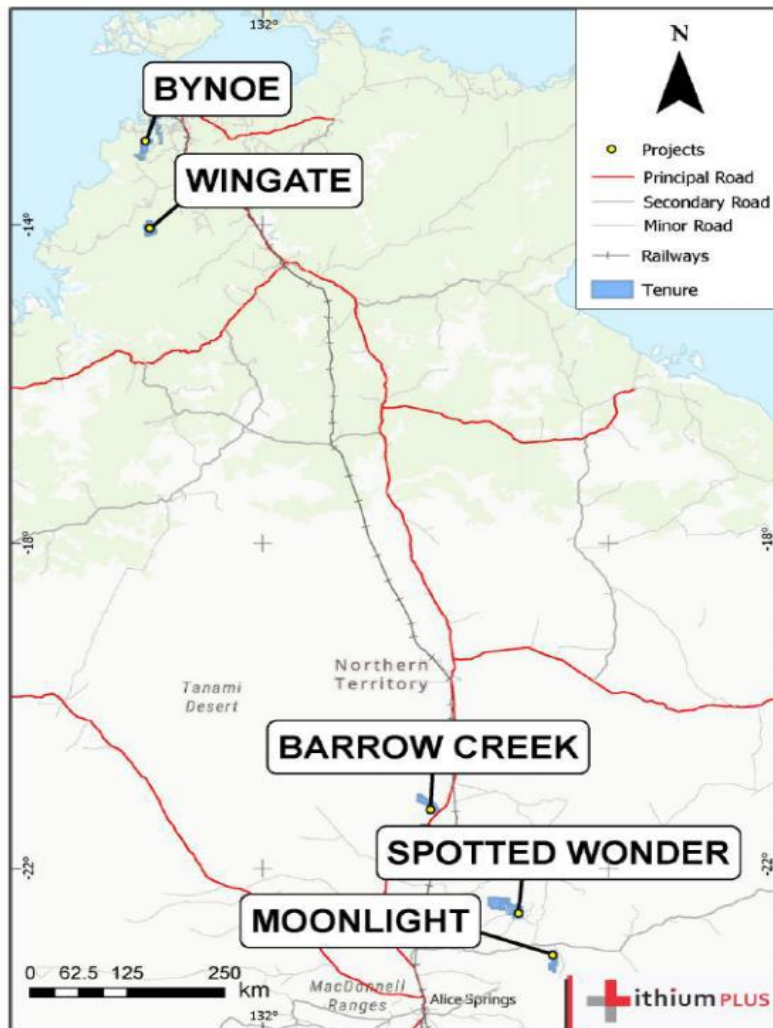 132°
N
BYNOE
Projects
WINGATE
Principal Road
Secondary Road
-14°
Minor Road
Railways
Tenure
-18°
-18°
Northern
Territory
Tanami
Desert
BARROW CREEK
SPOTTED WONDER
-22°
-22°
MOONLIGHT
0 62.5 125 250
km
MacDonnell
Ranges
Alice Springs
ithium PLUS
132°